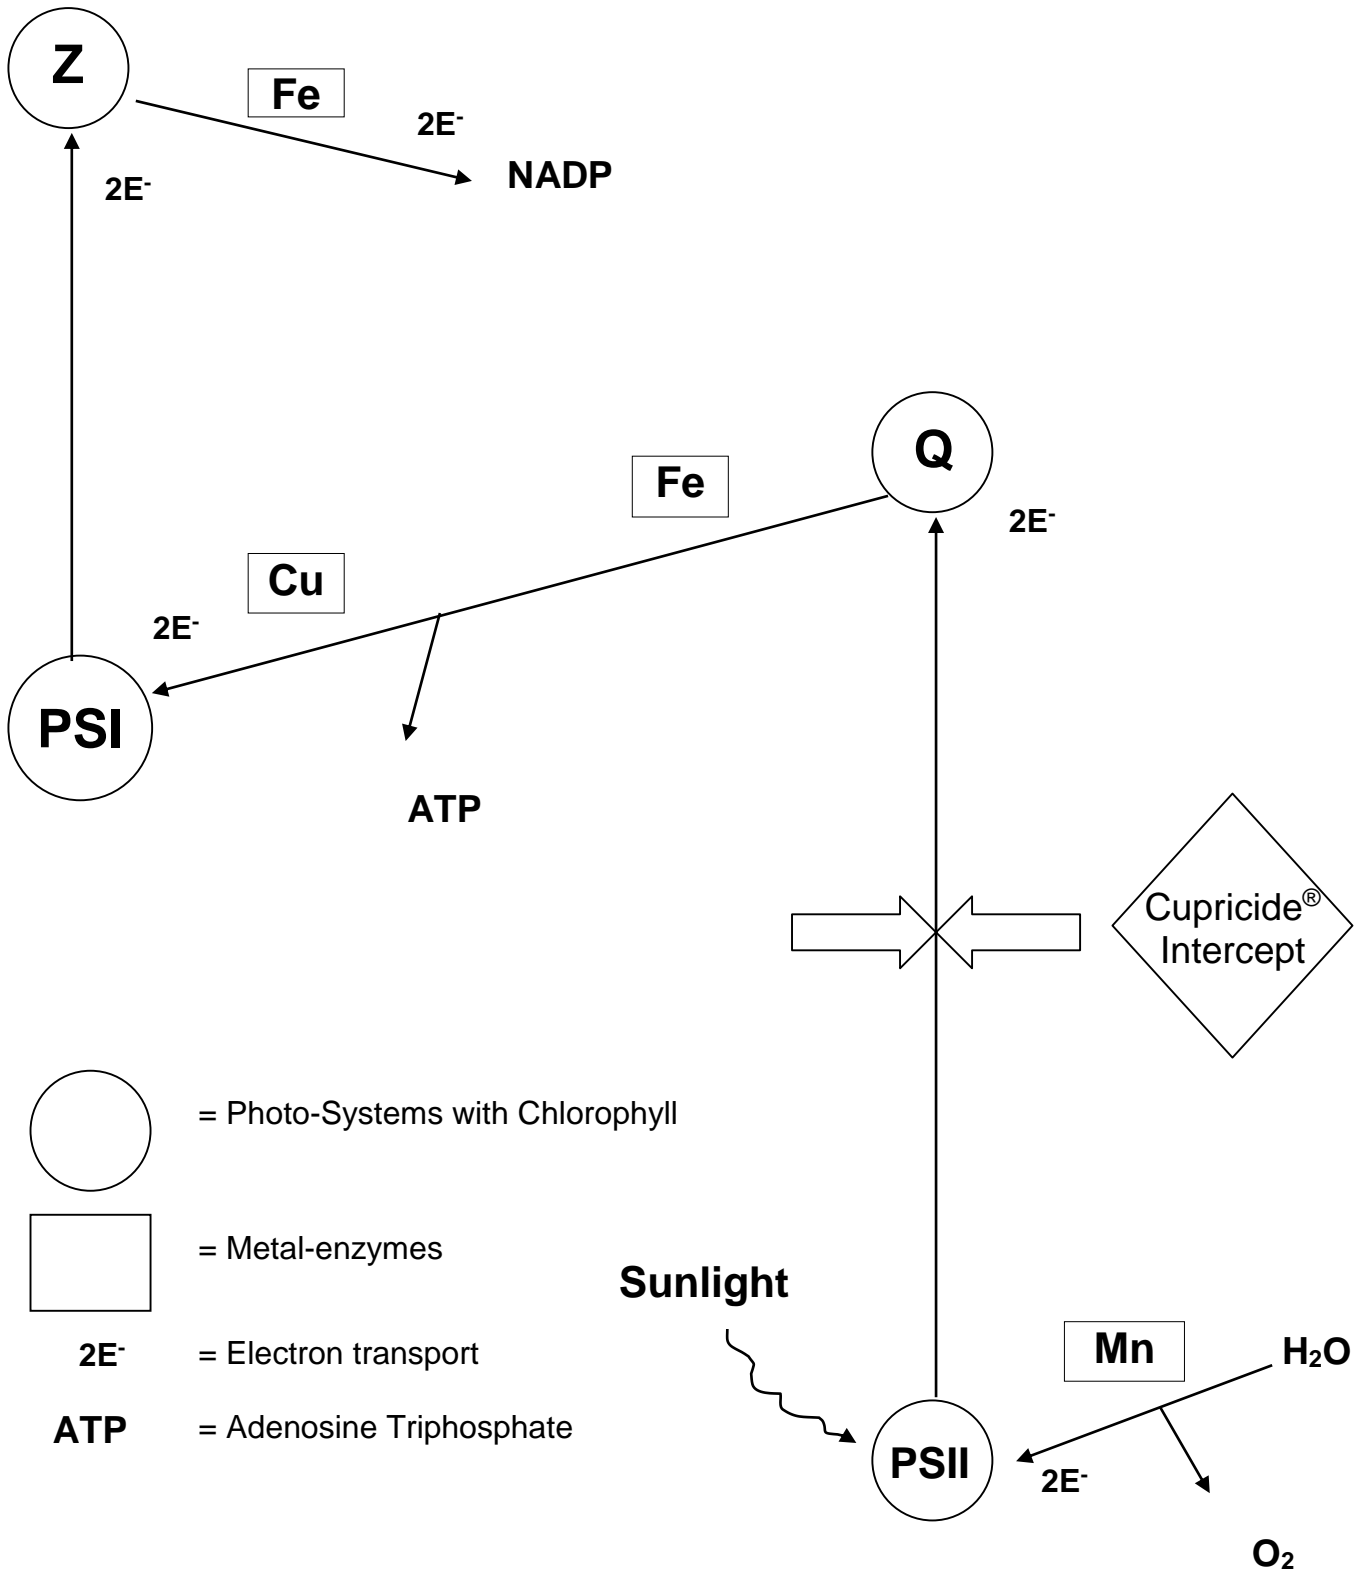 Z
Fe
2E⁻
NADP
2E⁻
Q
Fe
2E⁻
Cu
2E⁻
PSI
ATP
Cupricide®
Intercept
= Photo-Systems with Chlorophyll
= Metal-enzymes
2E⁻ = Electron transport
ATP = Adenosine Triphosphate
Sunlight
Mn
H₂O
PSII
2E⁻
O₂